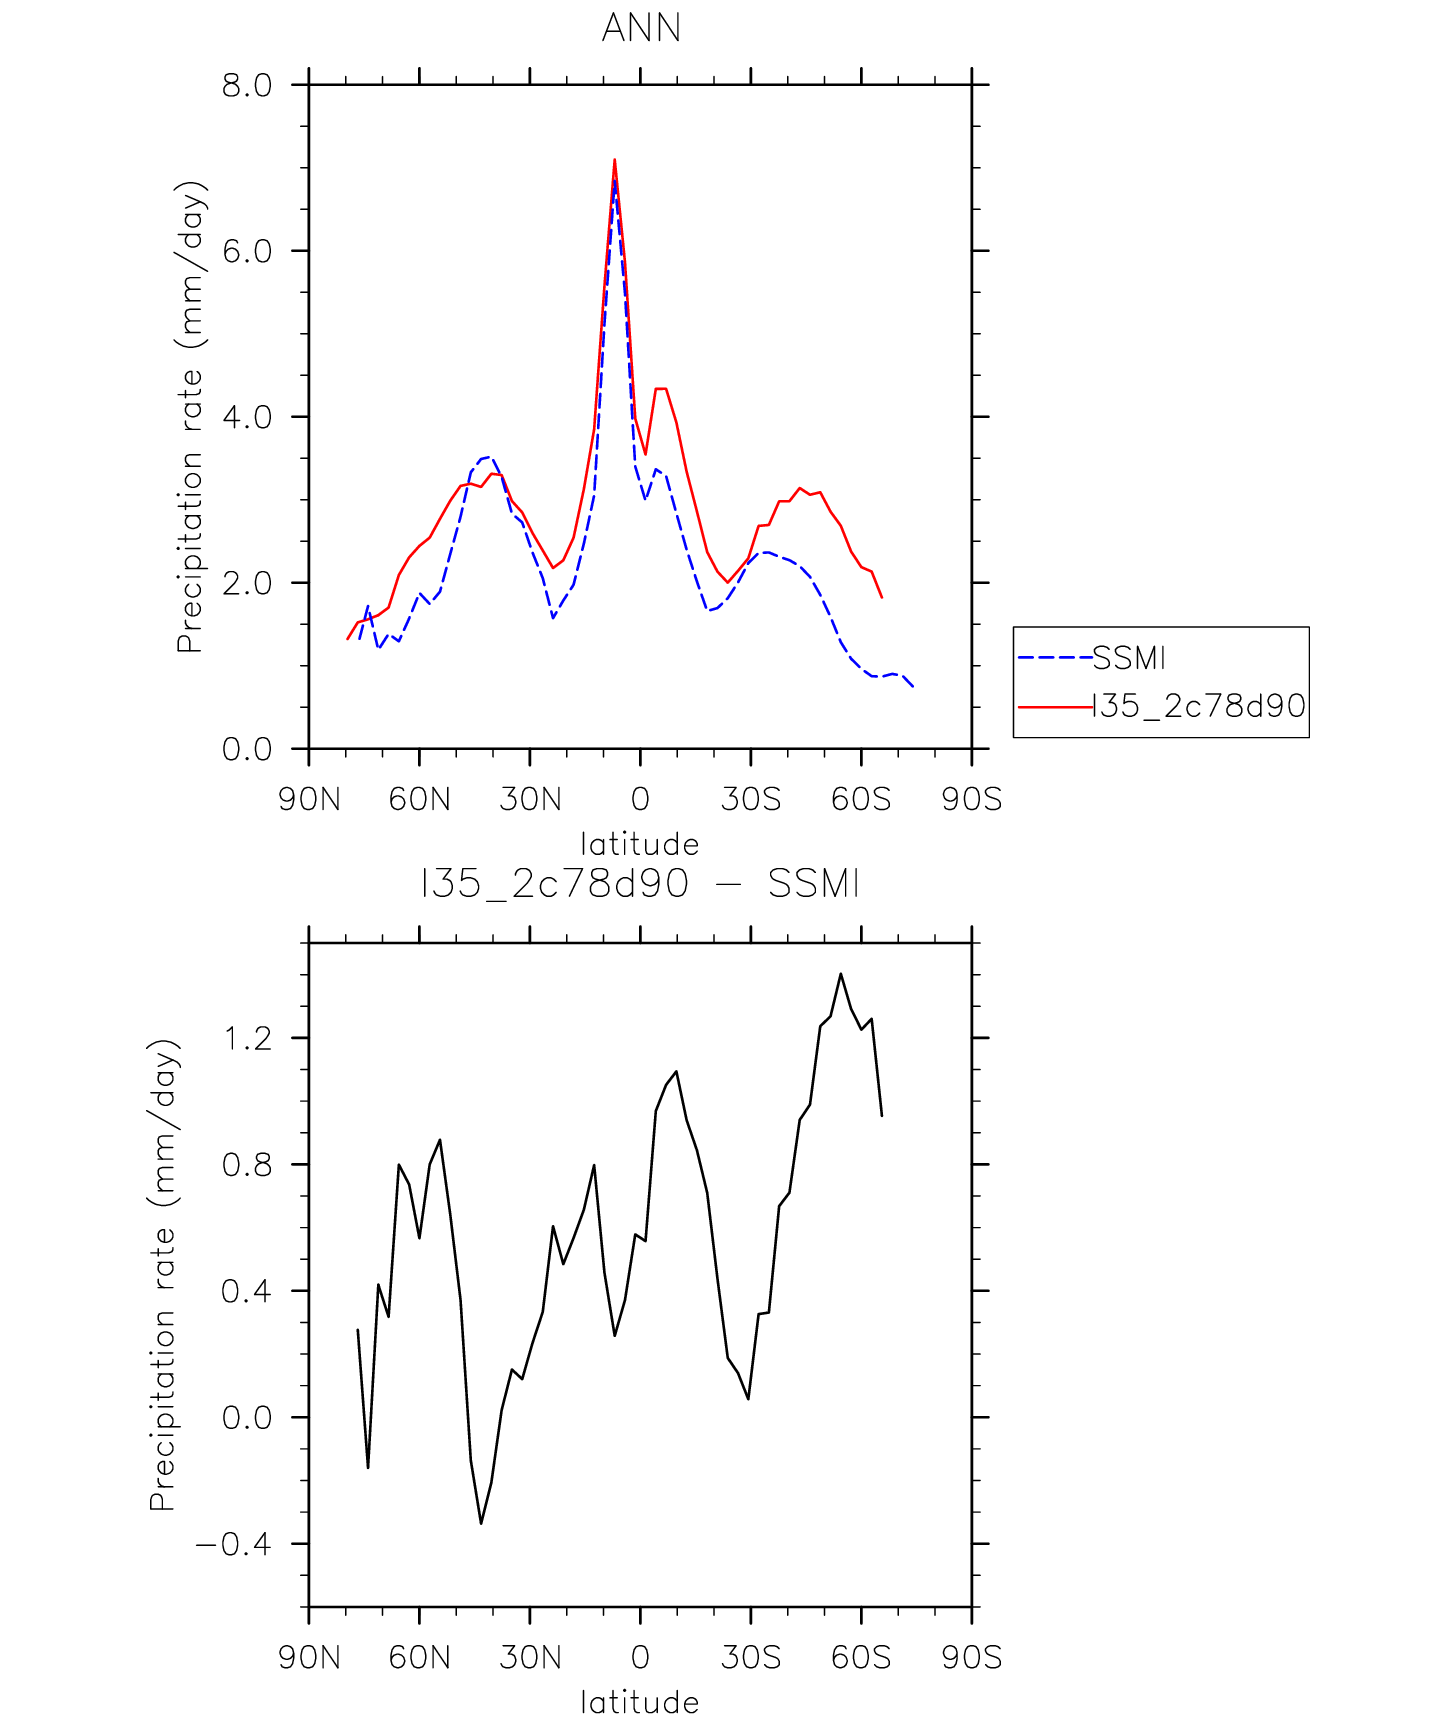 ANN
8.0
6.0
4.0
2.0
0.0
Precipitation rate (mm/day)
90N 60N 30N 0 30S 60S 90S
latitude
SSMI
I35_2c78d90
I35_2c78d90 − SSMI
1.2
0.8
0.4
0.0
−0.4
Precipitation rate (mm/day)
90N 60N 30N 0 30S 60S 90S
latitude